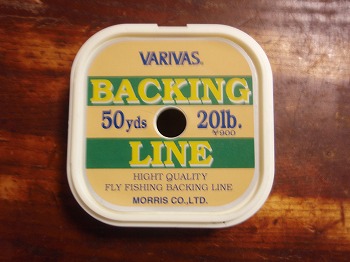 VARIVAS®
BACKING
50yds 20lb.
¥900
LINE
HIGHT QUALITY
FLY FISHING BACKING LINE
MORRIS CO.,LTD.